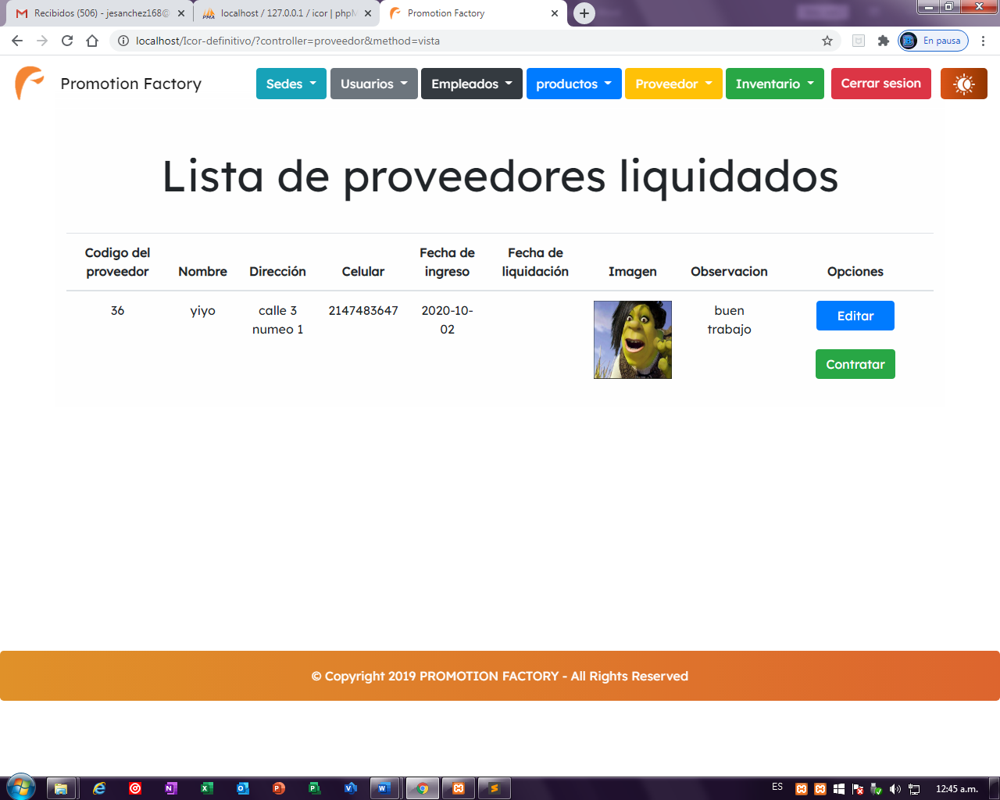 Recibidos (506) - jesanchez168@
localhost / 127.0.0.1 / icor | phpM
Promotion Factory
localhost/Icor-definitivo/?controller=proveedor&method=vista
En pausa
Promotion Factory
Sedes
Usuarios
Empleados
productos
Proveedor
Inventario
Cerrar sesion
Lista de proveedores liquidados
Codigo del proveedor
Nombre
Dirección
Celular
Fecha de ingreso
Fecha de liquidación
Imagen
Observacion
Opciones
36
yiyo
calle 3
numeo 1
2147483647
2020-10-
02
buen
trabajo
Editar
Contratar
© Copyright 2019 PROMOTION FACTORY - All Rights Reserved
ES
12:45 a.m.